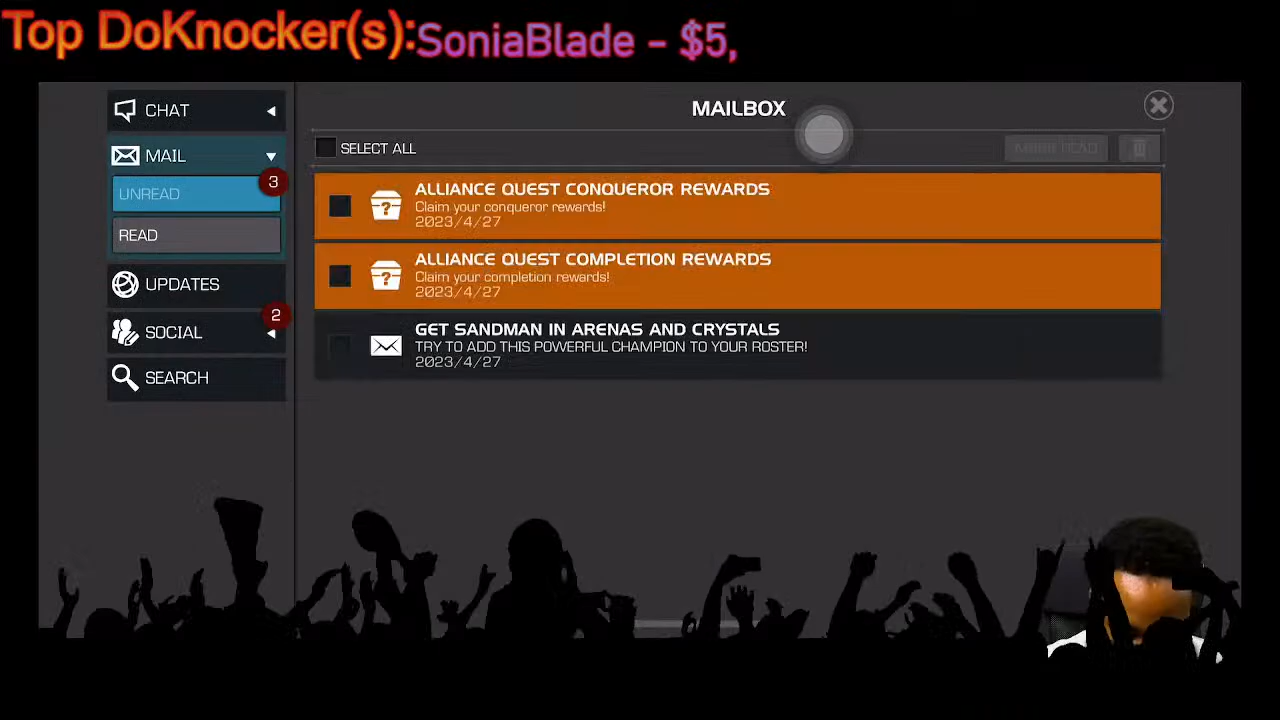 Top DoKnocker(s):SoniaBlade - $5,
CHAT
MAIL
UNREAD
3
READ
UPDATES
SOCIAL
2
SEARCH
MAILBOX
SELECT ALL
MARK READ
ALLIANCE QUEST CONQUEROR REWARDS
Claim your conqueror rewards!
2023/4/27
ALLIANCE QUEST COMPLETION REWARDS
Claim your completion rewards!
2023/4/27
GET SANDMAN IN ARENAS AND CRYSTALS
TRY TO ADD THIS POWERFUL CHAMPION TO YOUR ROSTER!
2023/4/27